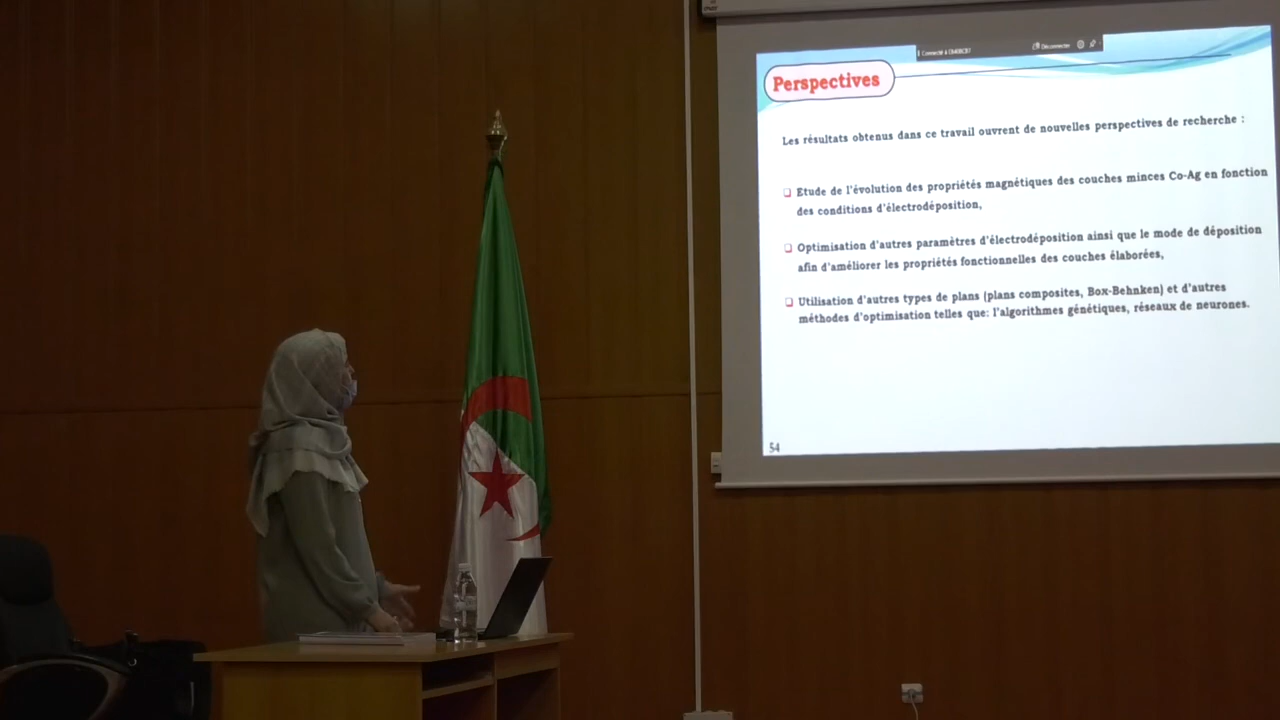 Connecté à DMOBCBT
Déconnecter
Perspectives
Les résultats obtenus dans ce travail ouvrent de nouvelles perspectives de recherche :
❑ Etude de l'évolution des propriétés magnétiques des couches minces Co-Ag en fonction
des conditions d'électrodéposition,
❑ Optimisation d'autres paramètres d'électrodéposition ainsi que le mode de déposition
afin d'améliorer les propriétés fonctionnelles des couches élaborées,
❑ Utilisation d'autres types de plans (plans composites, Box-Behnken) et d'autres
méthodes d'optimisation telles que: l'algorithmes génétiques, réseaux de neurones.
54